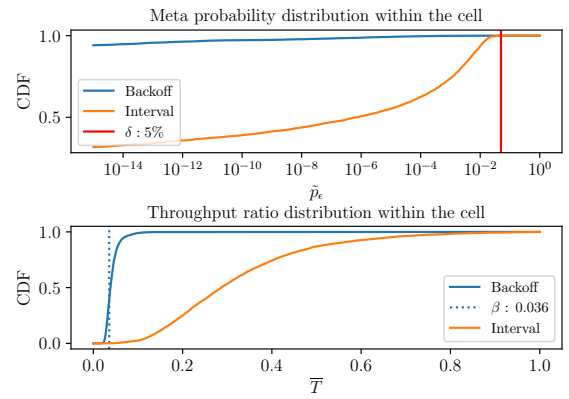 Meta probability distribution within the cell
CDF
1.0
0.5
Backoff
Interval
δ : 5%
10⁻¹⁴ 10⁻¹² 10⁻¹⁰ 10⁻⁸ 10⁻⁶ 10⁻⁴ 10⁻² 10⁰
p̃_ϵ
Throughput ratio distribution within the cell
CDF
1.0
0.5
0.0
Backoff
β : 0.036
Interval
0.0 0.2 0.4 0.6 0.8 1.0
T̅